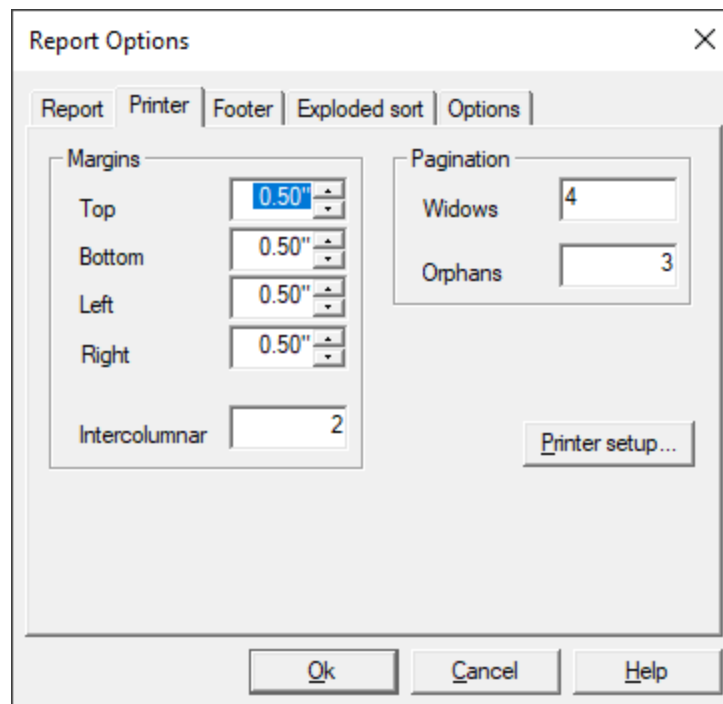 Report Options
Report Printer Footer Exploded sort Options
Margins
Top 0.50"
Bottom 0.50"
Left 0.50"
Right 0.50"
Intercolumnar 2
Pagination
Widows 4
Orphans 3
Printer setup...
Ok Cancel Help